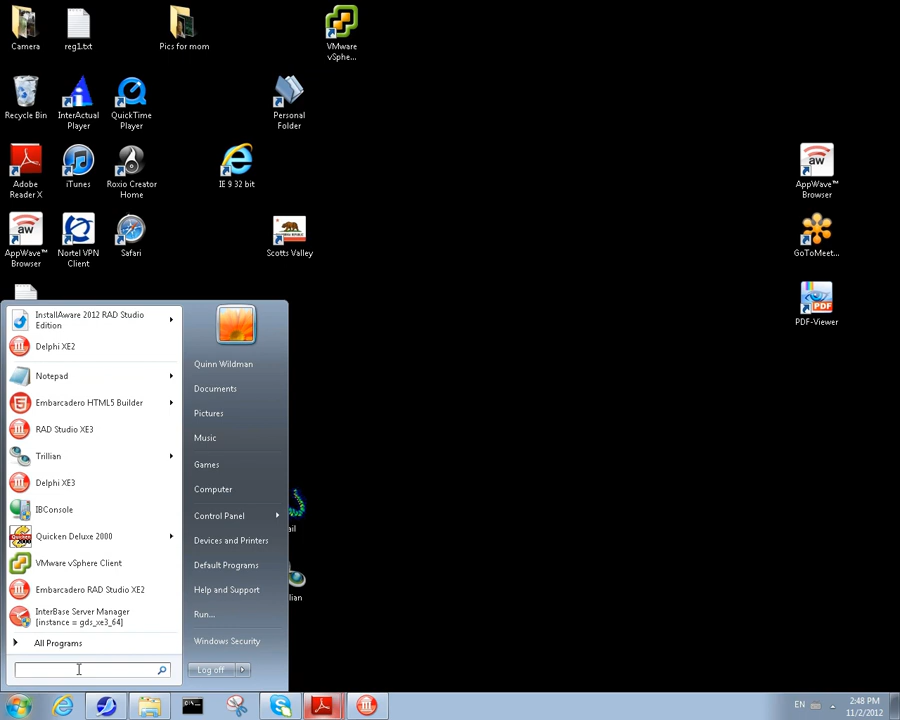 Camera
reg1.txt
Pics for mom
VMware
vSphe...
Recycle Bin
InterActual
Player
QuickTime
Player
Personal
Folder
Adobe
Reader X
iTunes
Roxio Creator
Home
IE 9 32 bit
aw
AppWave™
Browser
aw
AppWave™
Browser
Nortel VPN
Client
Safari
Scotts Valley
GoToMeet...
PDF
PDF-Viewer
InstallAware 2012 RAD Studio
Edition
Delphi XE2
Notepad
Embarcadero HTML5 Builder
RAD Studio XE3
Trillian
Delphi XE3
IBConsole
Quicken Deluxe 2000
VMware vSphere Client
Embarcadero RAD Studio XE2
InterBase Server Manager
[instance = gds_xe3_64]
All Programs
Quinn Wildman
Documents
Pictures
Music
Games
Computer
Control Panel
Devices and Printers
Default Programs
Help and Support
Run...
Windows Security
Log off
ail
lian
EN
2:48 PM
11/2/2012